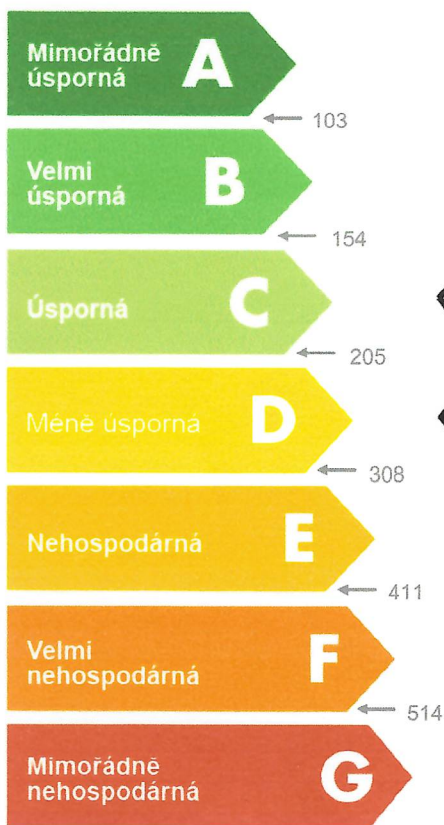 Mimořádně
úsporná
A
103
Velmi
úsporná
B
154
Úsporná
C
205
Méně úsporná
D
308
Nehospodárná
E
411
Velmi
nehospodárná
F
514
Mimořádně
nehospodárná
G